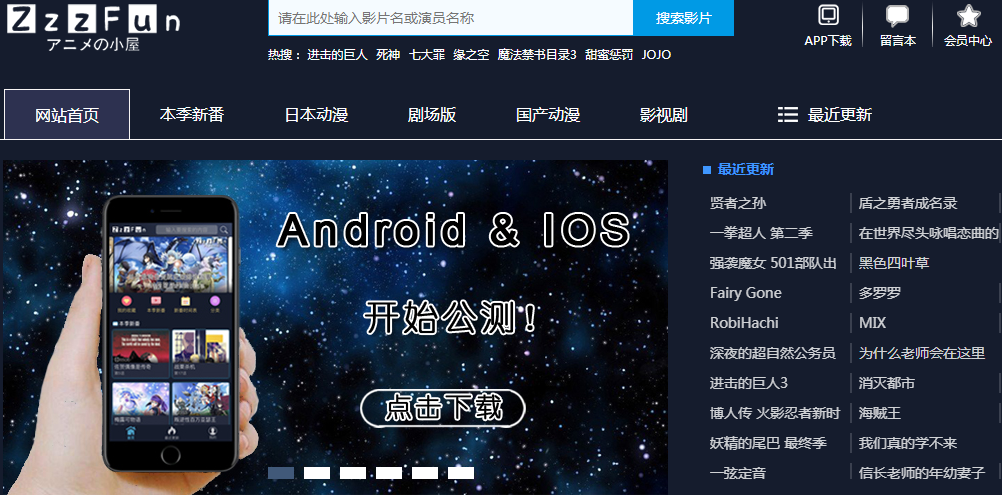 ZzzFun
アニメの小屋
请在此处输入影片名或演员名称
搜索影片
热搜： 进击的巨人 死神 七大罪 缘之空 魔法禁书目录3 甜蜜惩罚 JOJO
APP下载
留言本
会员中心
网站首页
本季新番
日本动漫
剧场版
国产动漫
影视剧
最近更新
Android & IOS
开始公测!
点击下载
最近更新
贤者之孙
盾之勇者成名录
一拳超人 第二季
在世界尽头咏唱恋曲的
强袭魔女 501部队出
黑色四叶草
Fairy Gone
多罗罗
RobiHachi
MIX
深夜的超自然公务员
为什么老师会在这里
进击的巨人3
消灭都市
博人传 火影忍者新时
海贼王
妖精的尾巴 最终季
我们真的学不来
一弦定音
信长老师的年幼妻子